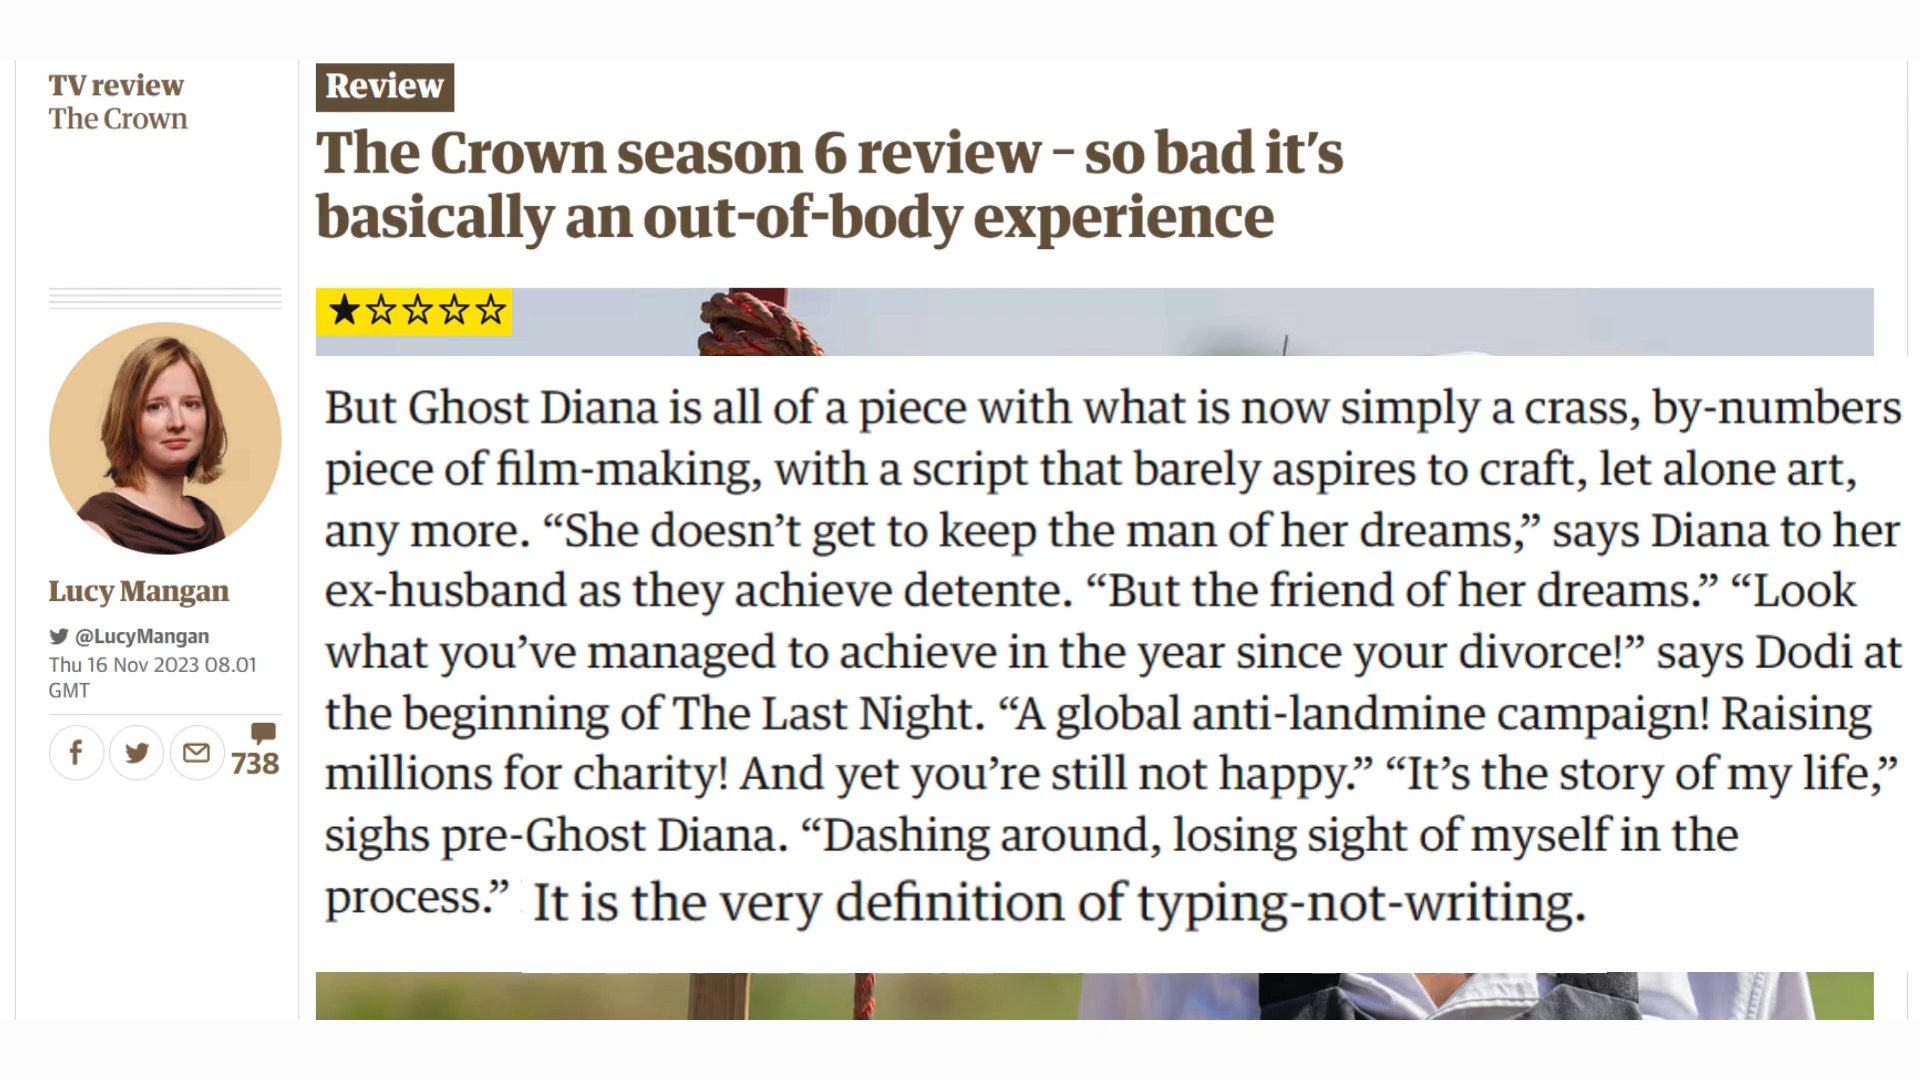 TV review
The Crown
Review
The Crown season 6 review – so bad it’s
basically an out-of-body experience
Lucy Mangan
@LucyMangan
Thu 16 Nov 2023 08.01
GMT
738
But Ghost Diana is all of a piece with what is now simply a crass, by-numbers
piece of film-making, with a script that barely aspires to craft, let alone art,
any more. “She doesn’t get to keep the man of her dreams,” says Diana to her
ex-husband as they achieve detente. “But the friend of her dreams.” “Look
what you’ve managed to achieve in the year since your divorce!” says Dodi at
the beginning of The Last Night. “A global anti-landmine campaign! Raising
millions for charity! And yet you’re still not happy.” “It’s the story of my life,”
sighs pre-Ghost Diana. “Dashing around, losing sight of myself in the
process.” It is the very definition of typing-not-writing.